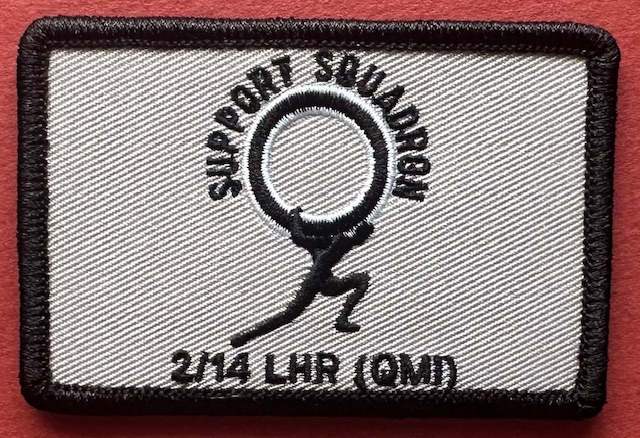 SUPPORT SQUADRON
2/14 LHR (QMI)